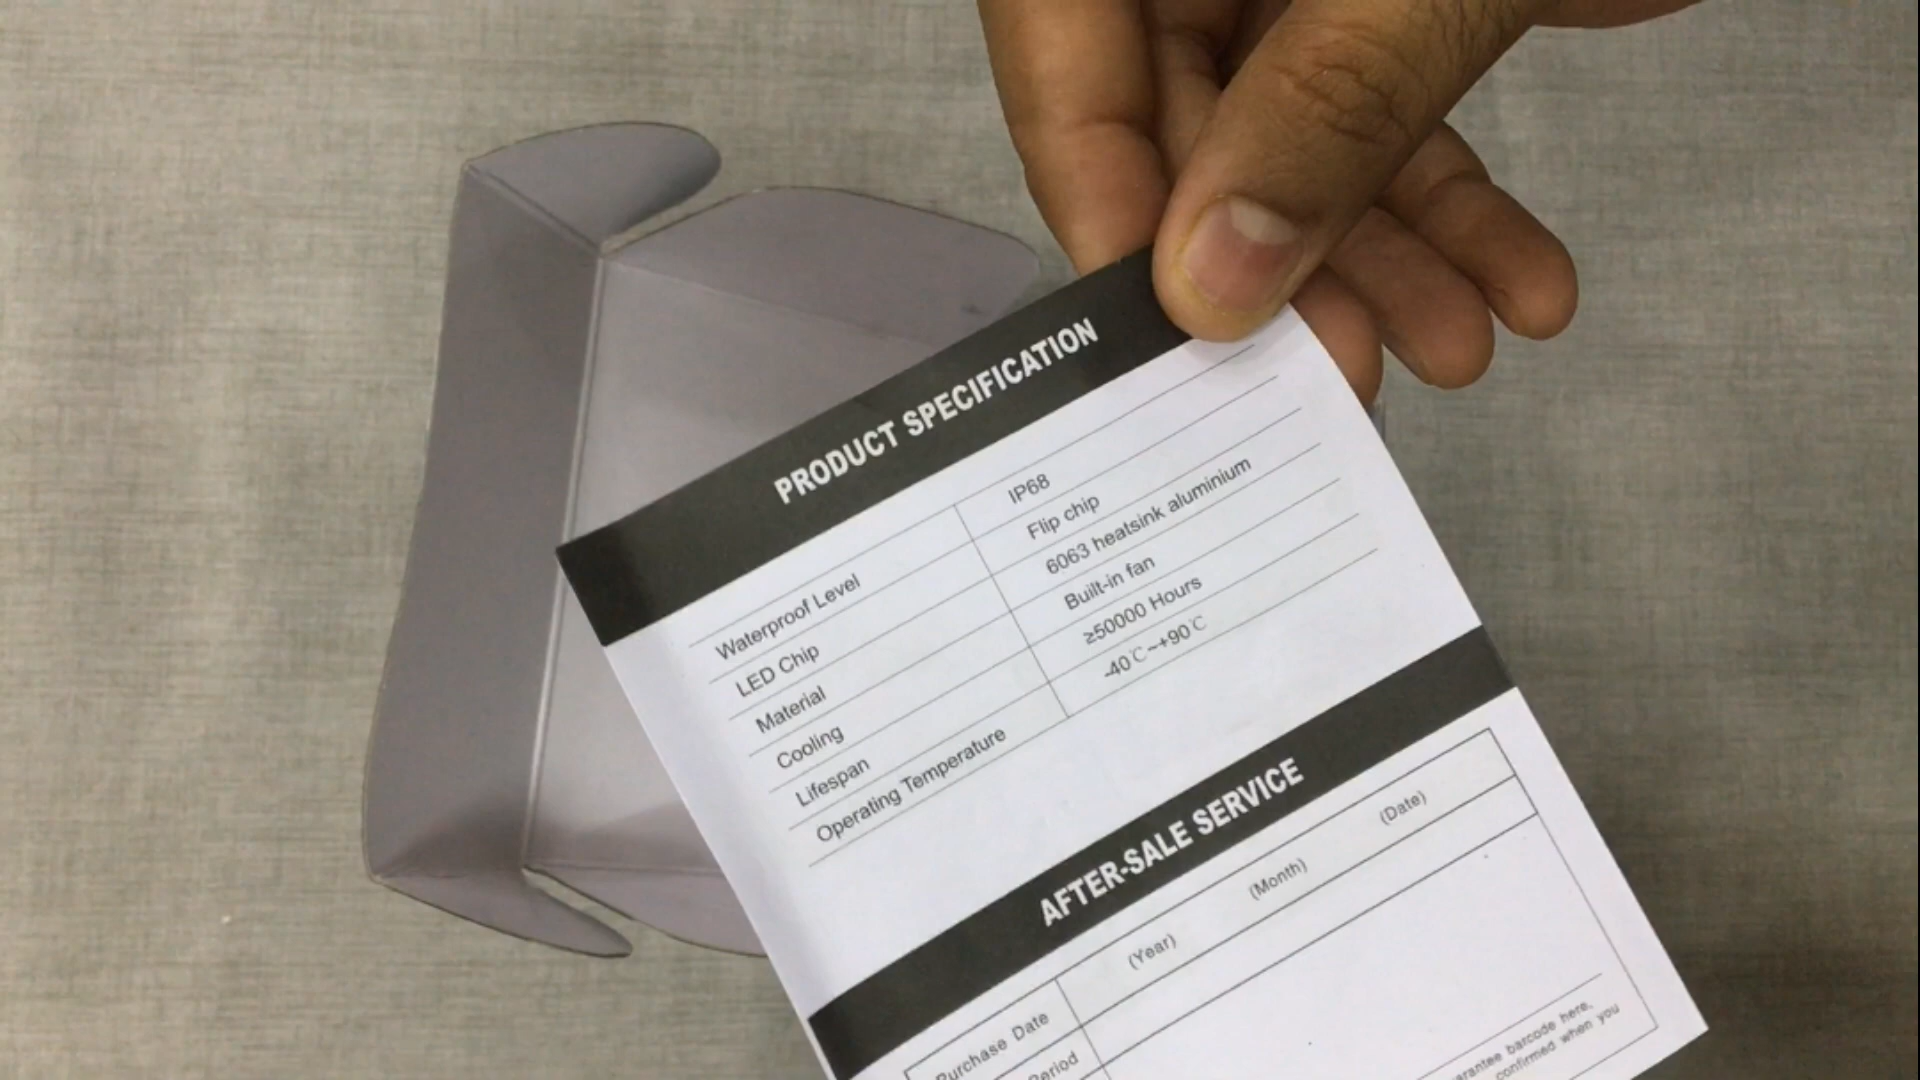 PRODUCT SPECIFICATION
Waterproof Level IP68
LED Chip Flip chip
Material 6063 heatsink aluminium
Cooling Built-in fan
Lifespan ≥50000 Hours
Operating Temperature -40℃~+90℃
AFTER-SALE SERVICE
Purchase Date (Year) (Month) (Date)
Period
barcode here,
confirmed when you